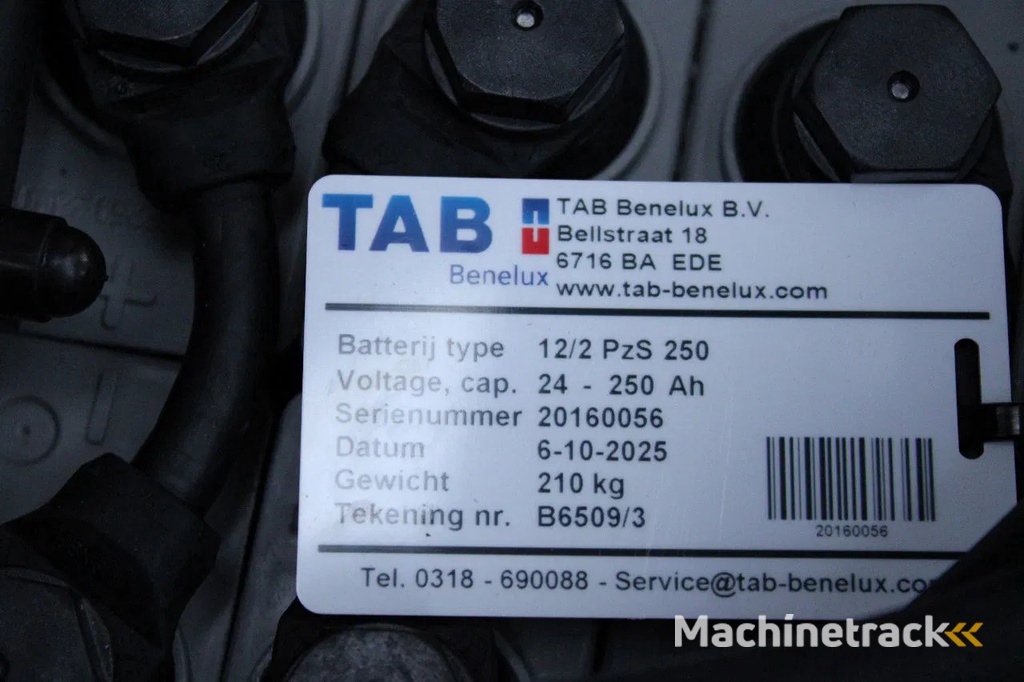 TAB
Benelux
TAB Benelux B.V.
Bellstraat 18
6716 BA EDE
www.tab-benelux.com
Batterij type 12/2 PzS 250
Voltage, cap. 24 - 250 Ah
Serienummer 20160056
Datum 6-10-2025
Gewicht 210 kg
Tekening nr. B6509/3
20160056
Tel. 0318 - 690088 - Service@tab-benelux.co
Machinetrack